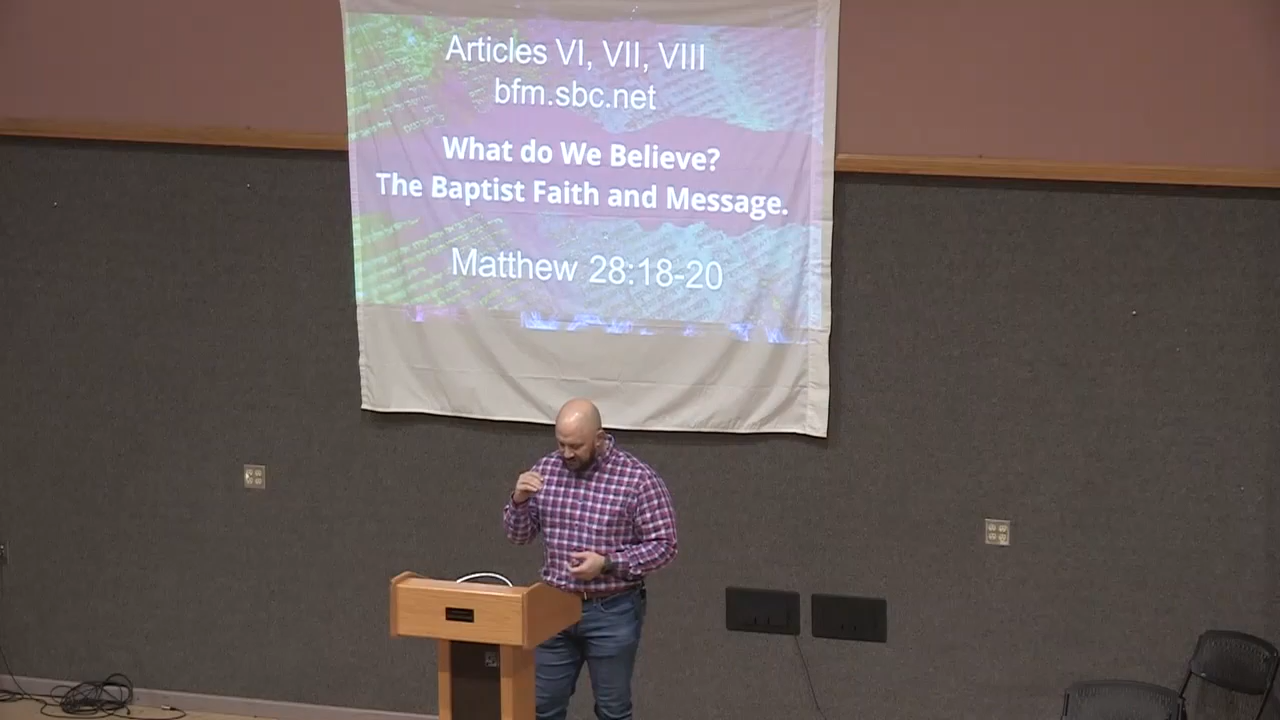 Articles VI, VII, VIII
bfm.sbc.net
What do We Believe?
The Baptist Faith and Message.
Matthew 28:18-20